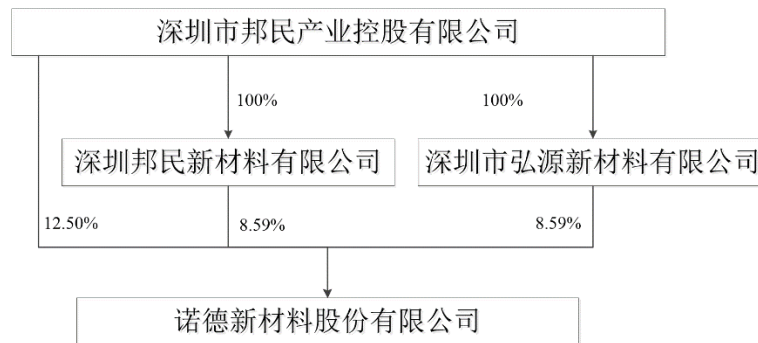 深圳市邦民产业控股有限公司
100%
100%
深圳邦民新材料有限公司
深圳市弘源新材料有限公司
12.50%
8.59%
8.59%
诺德新材料股份有限公司